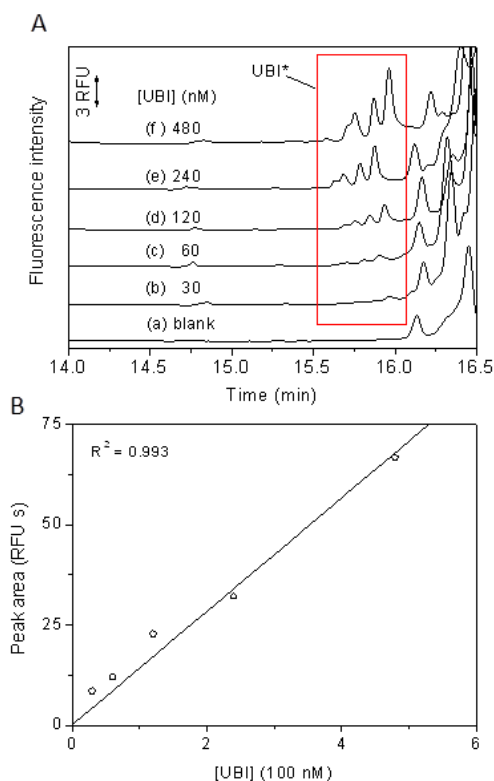 A
3 RFU
UBI*
[UBI] (nM)
(f) 480
(e) 240
(d) 120
(c) 60
(b) 30
(a) blank
Fluorescence intensity
14.0 14.5 15.0 15.5 16.0 16.5
Time (min)
B
75
R² = 0.993
50
25
0
Peak area (RFU s)
0 2 4 6
[UBI] (100 nM)